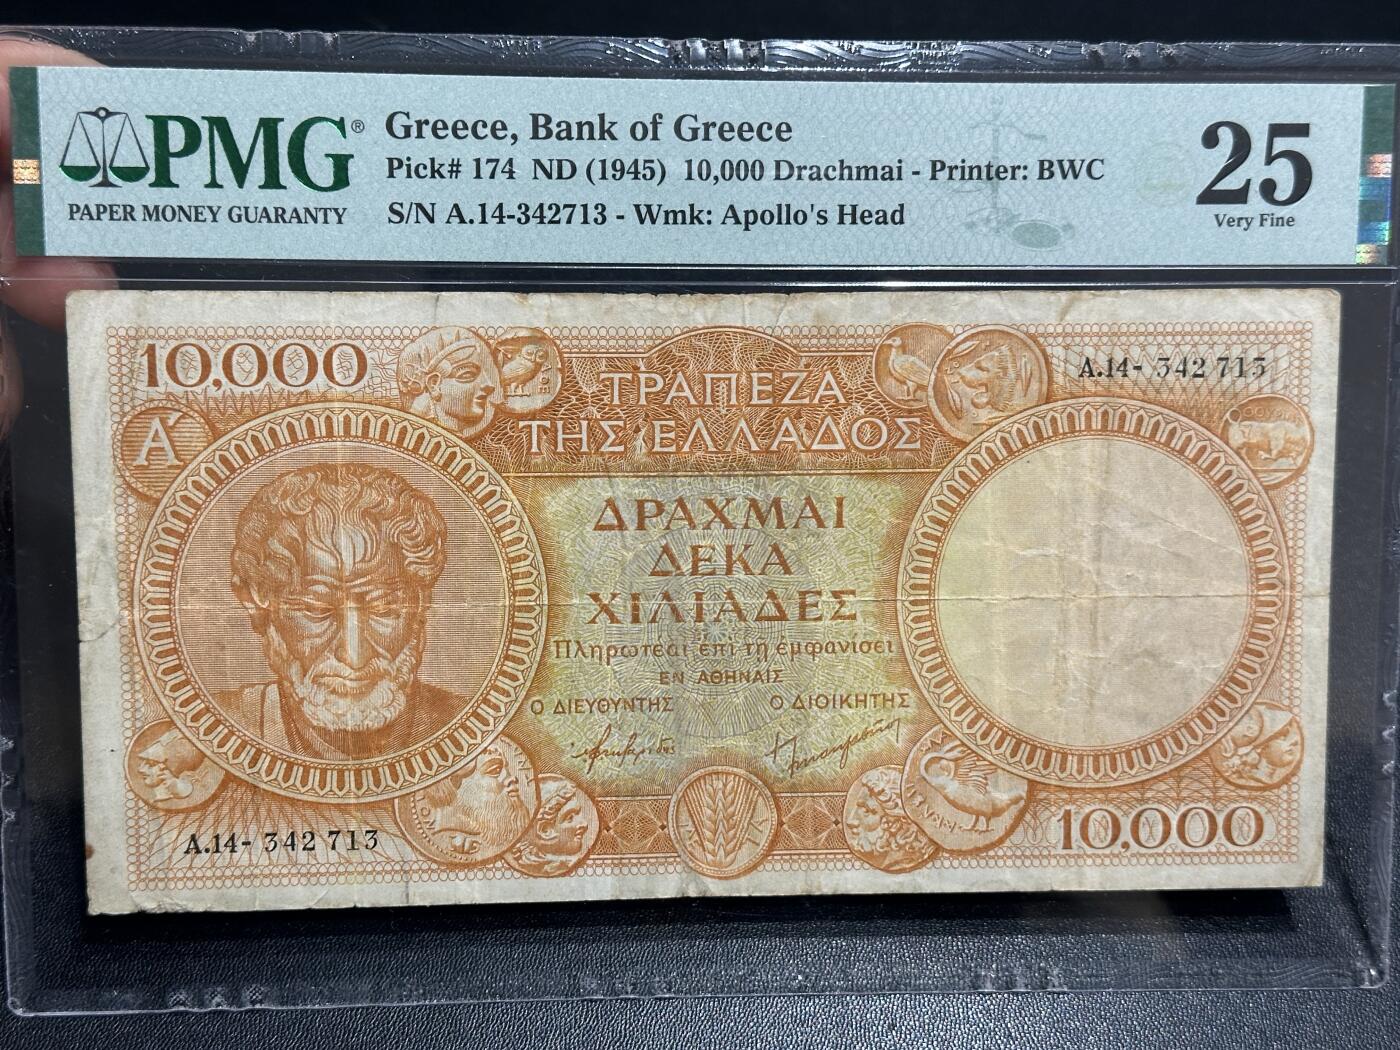 PMG®
PAPER MONEY GUARANTY
Greece, Bank of Greece
Pick# 174 ND (1945) 10,000 Drachmai - Printer: BWC
S/N A.14-342713 - Wmk: Apollo's Head
25
Very Fine
10,000
A.14- 342 713
ΤΡΑΠΕΖΑ
ΤΗΣ ΕΛΛΑΔΟΣ
Α
ΔΡΑΧΜΑΙ
ΔΕΚΑ
ΧΙΛΙΑΔΕΣ
Πληρωτέαι ἐπὶ τῇ ἐμφανίσει
ΕΝ ΑΘΗΝΑΙΣ
Ο ΔΙΕΥΘΥΝΤΗΣ Ο ΔΙΟΙΚΗΤΗΣ
A.14- 342 713
10,000